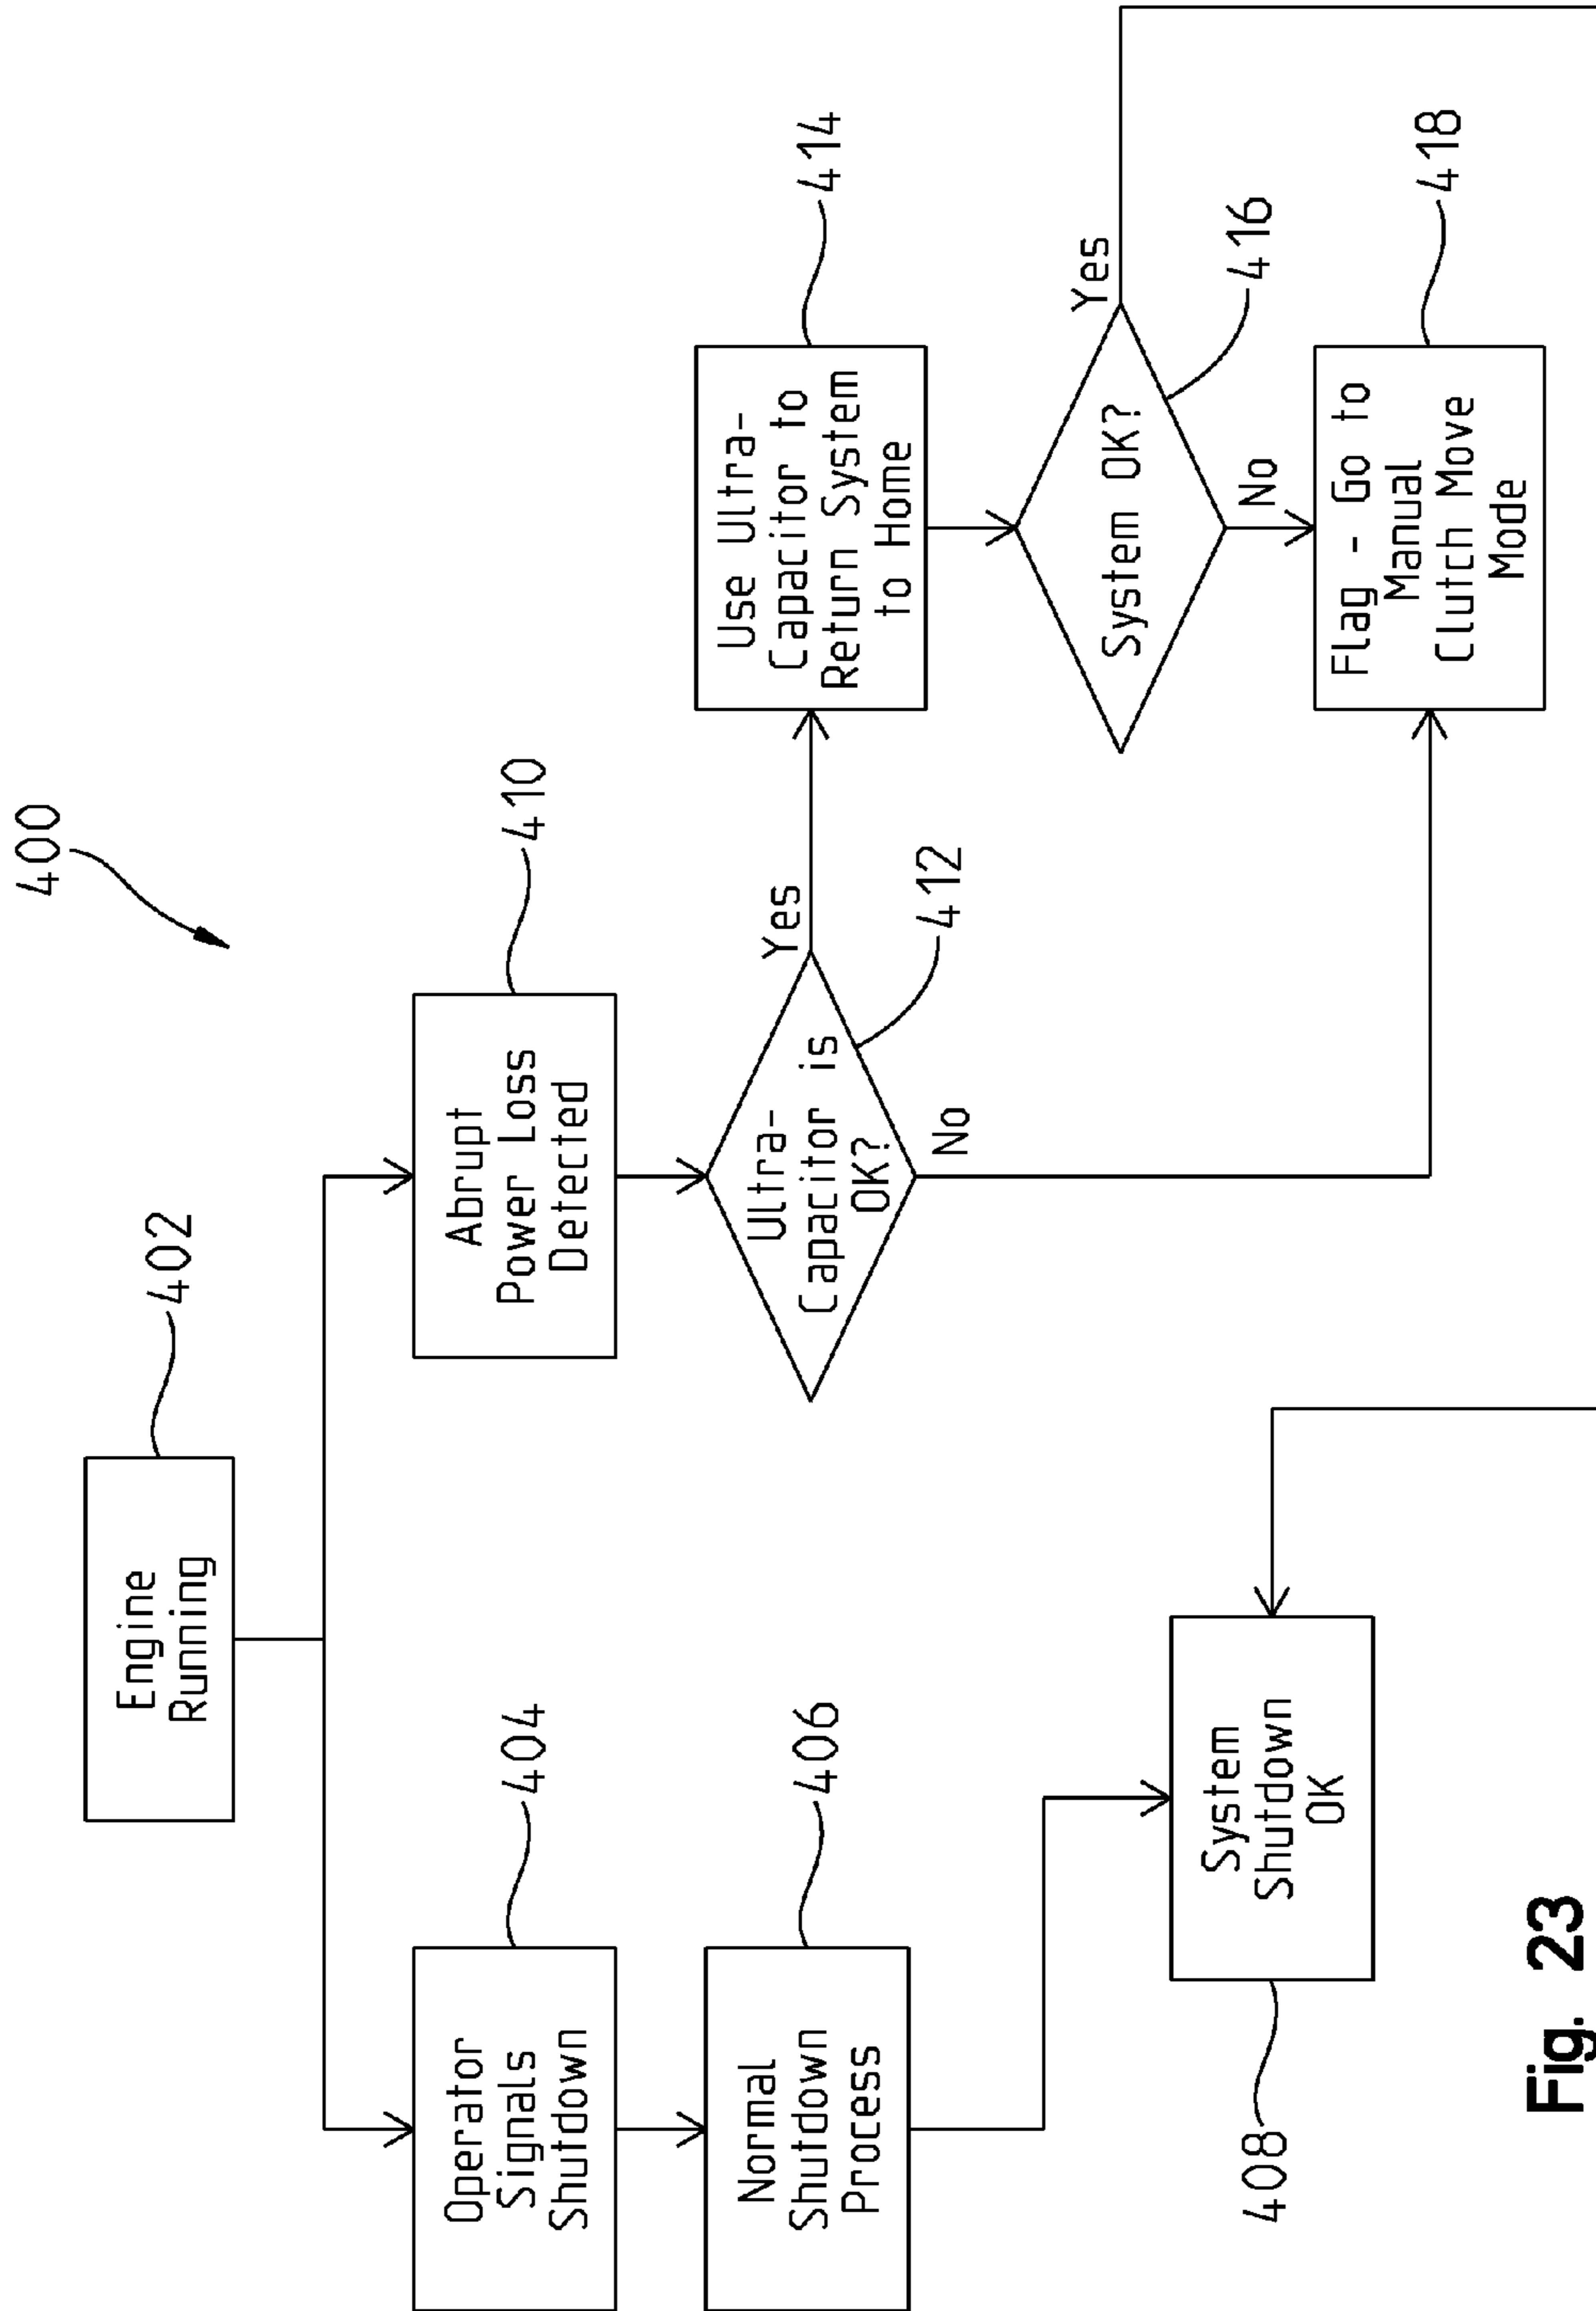 400
Engine
Running
402
Operator
Signals
Shutdown
404
Abrupt
Power Loss
Detected
410
Normal
Shutdown
Process
406
Ultra-
Capacitor is
OK?
Yes
No
412
Use Ultra-
Capacitor to
Return System
to Home
414
System OK?
Yes
No
416
System
Shutdown
OK
408
Flag - Go to
Manual
Clutch Move
Mode
418
Fig. 23